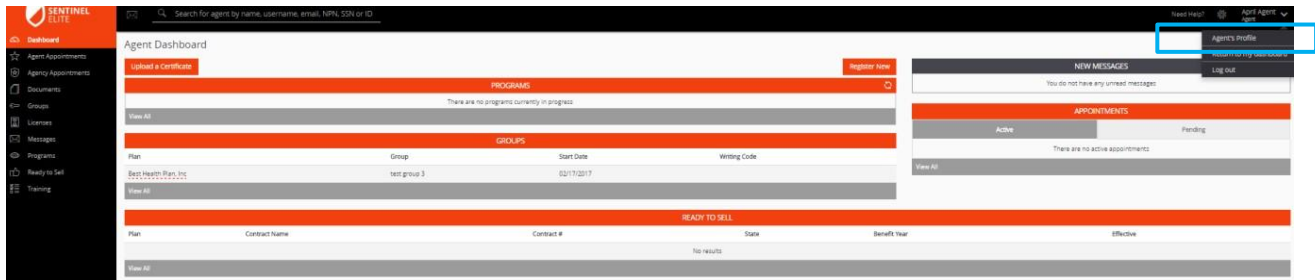 SENTINEL
ELITE
Search for agent by name, username, email, NPN, SSN or ID
Need Help?
April Agent
Agent
Agent's Profile
Return to my dashboard
Log out
Dashboard
Agent Appointments
Agency Appointments
Documents
Groups
Licenses
Messages
Programs
Ready to Sell
Training
Agent Dashboard
Upload a Certificate
Register New
PROGRAMS
There are no programs currently in progress
View All
GROUPS
Plan Group Start Date Writing Code
Best Health Plan, Inc test group 3 02/17/2017
View All
NEW MESSAGES
You do not have any unread messages
APPOINTMENTS
Active Pending
There are no active appointments
View All
READY TO SELL
Plan Contract Name Contract # State Benefit Year Effective
No results
View All